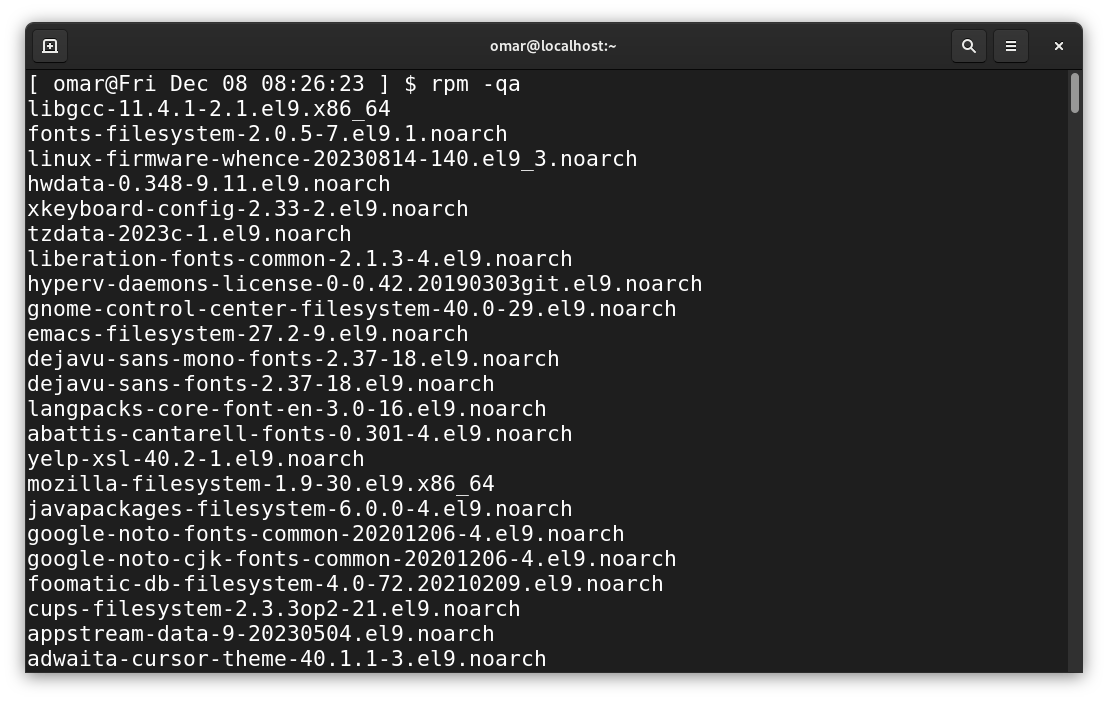 omar@localhost:~
[ omar@Fri Dec 08 08:26:23 ] $ rpm -qa
libgcc-11.4.1-2.1.el9.x86_64
fonts-filesystem-2.0.5-7.el9.1.noarch
linux-firmware-whence-20230814-140.el9_3.noarch
hwdata-0.348-9.11.el9.noarch
xkeyboard-config-2.33-2.el9.noarch
tzdata-2023c-1.el9.noarch
liberation-fonts-common-2.1.3-4.el9.noarch
hyperv-daemons-license-0-0.42.20190303git.el9.noarch
gnome-control-center-filesystem-40.0-29.el9.noarch
emacs-filesystem-27.2-9.el9.noarch
dejavu-sans-mono-fonts-2.37-18.el9.noarch
dejavu-sans-fonts-2.37-18.el9.noarch
langpacks-core-font-en-3.0-16.el9.noarch
abattis-cantarell-fonts-0.301-4.el9.noarch
yelp-xsl-40.2-1.el9.noarch
mozilla-filesystem-1.9-30.el9.x86_64
javapackages-filesystem-6.0.0-4.el9.noarch
google-noto-fonts-common-20201206-4.el9.noarch
google-noto-cjk-fonts-common-20201206-4.el9.noarch
foomatic-db-filesystem-4.0-72.20210209.el9.noarch
cups-filesystem-2.3.3op2-21.el9.noarch
appstream-data-9-20230504.el9.noarch
adwaita-cursor-theme-40.1.1-3.el9.noarch